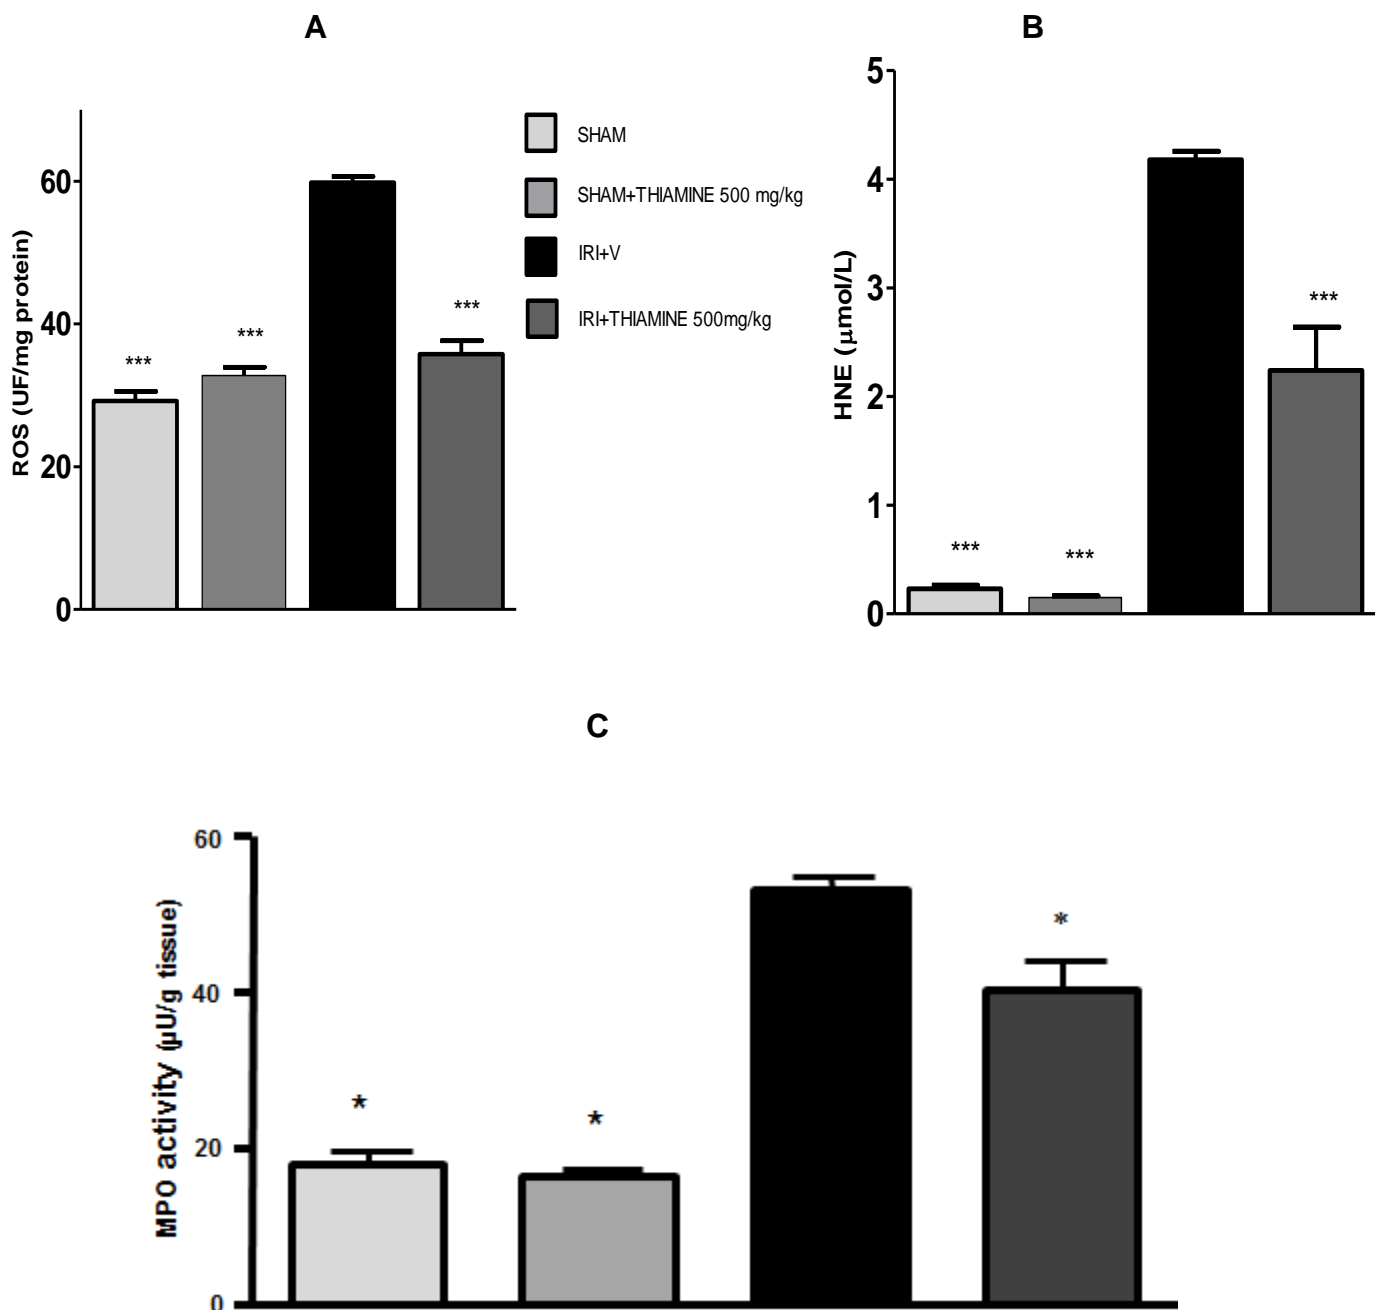 A
ROS (UF/mg protein)
60
40
20
0
***
***
***
SHAM
SHAM+THIAMINE 500 mg/kg
IRI+V
IRI+THIAMINE 500mg/kg
B
HNE (μmol/L)
5
4
3
2
1
0
***
***
***
C
MPO activity (µU/g tissue)
60
40
20
0
*
*
*